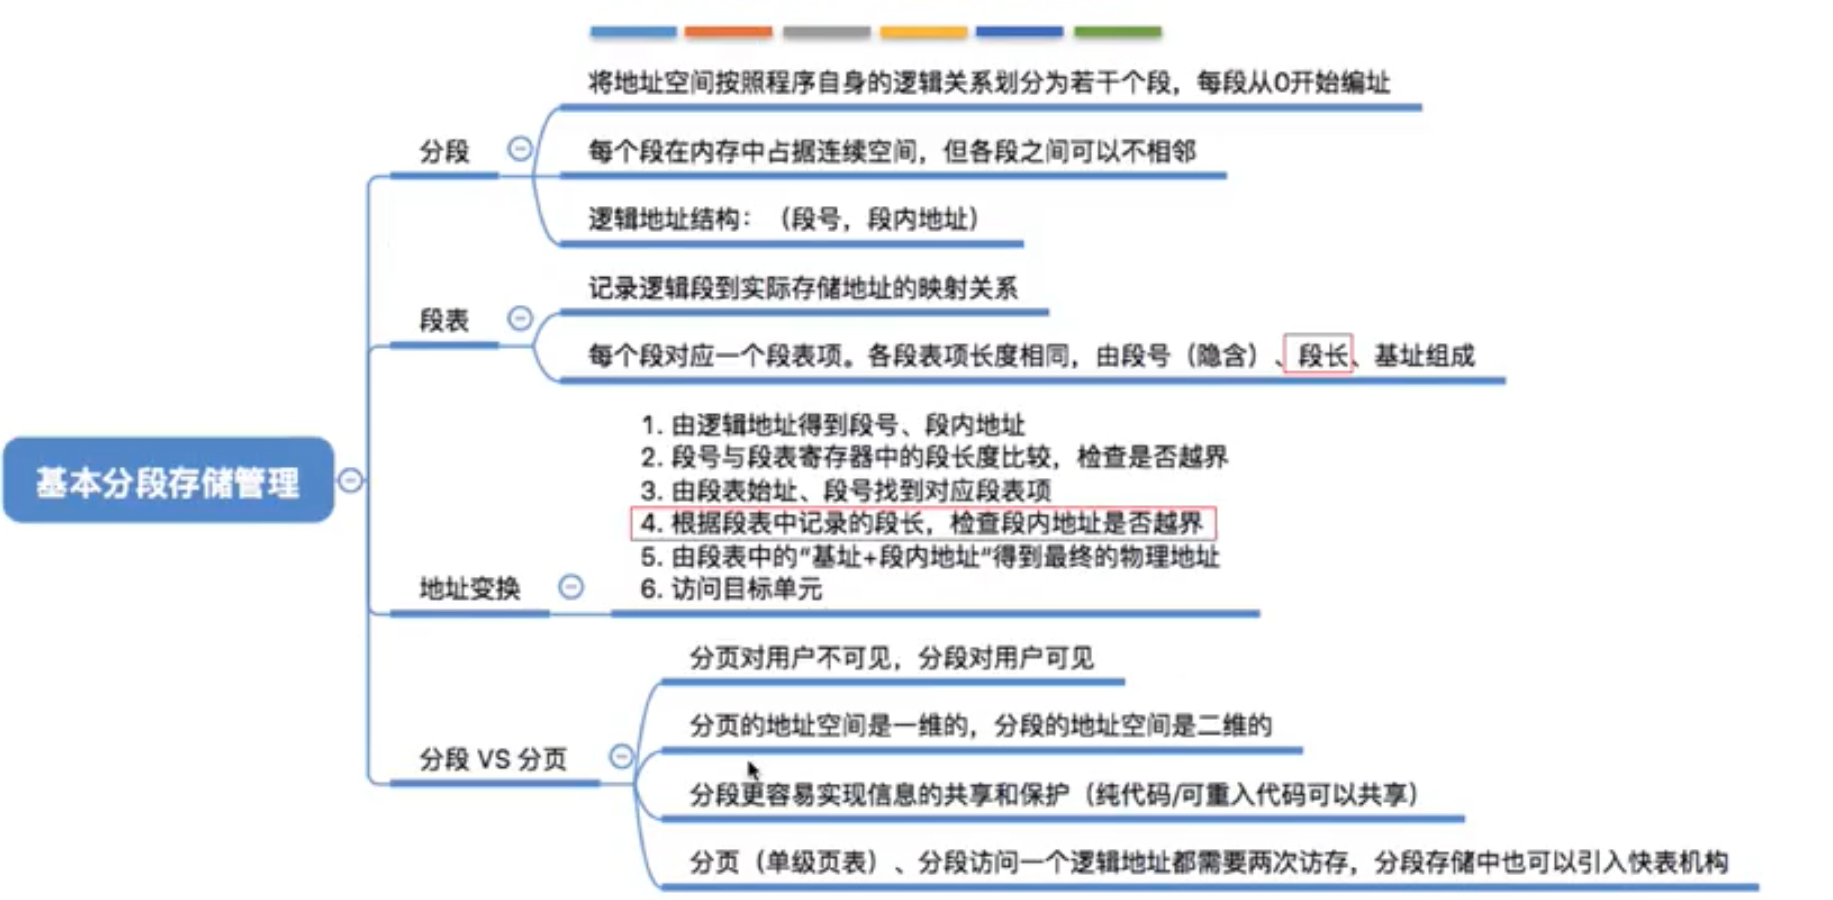 将地址空间按照程序自身的逻辑关系划分为若干个段，每段从0开始编址
分段
每个段在内存中占据连续空间，但各段之间可以不相邻
逻辑地址结构：（段号，段内地址）
记录逻辑段到实际存储地址的映射关系
段表
每个段对应一个段表项。各段表项长度相同，由段号（隐含）、段长、基址组成
基本分段存储管理
1. 由逻辑地址得到段号、段内地址
2. 段号与段表寄存器中的段长度比较，检查是否越界
3. 由段表始址、段号找到对应段表项
4. 根据段表中记录的段长，检查段内地址是否越界
5. 由段表中的“基址+段内地址”得到最终的物理地址
6. 访问目标单元
地址变换
分页对用户不可见，分段对用户可见
分页的地址空间是一维的，分段的地址空间是二维的
分段 VS 分页
分段更容易实现信息的共享和保护（纯代码/可重入代码可以共享）
分页（单级页表）、分段访问一个逻辑地址都需要两次访存，分段存储中也可以引入快表机构